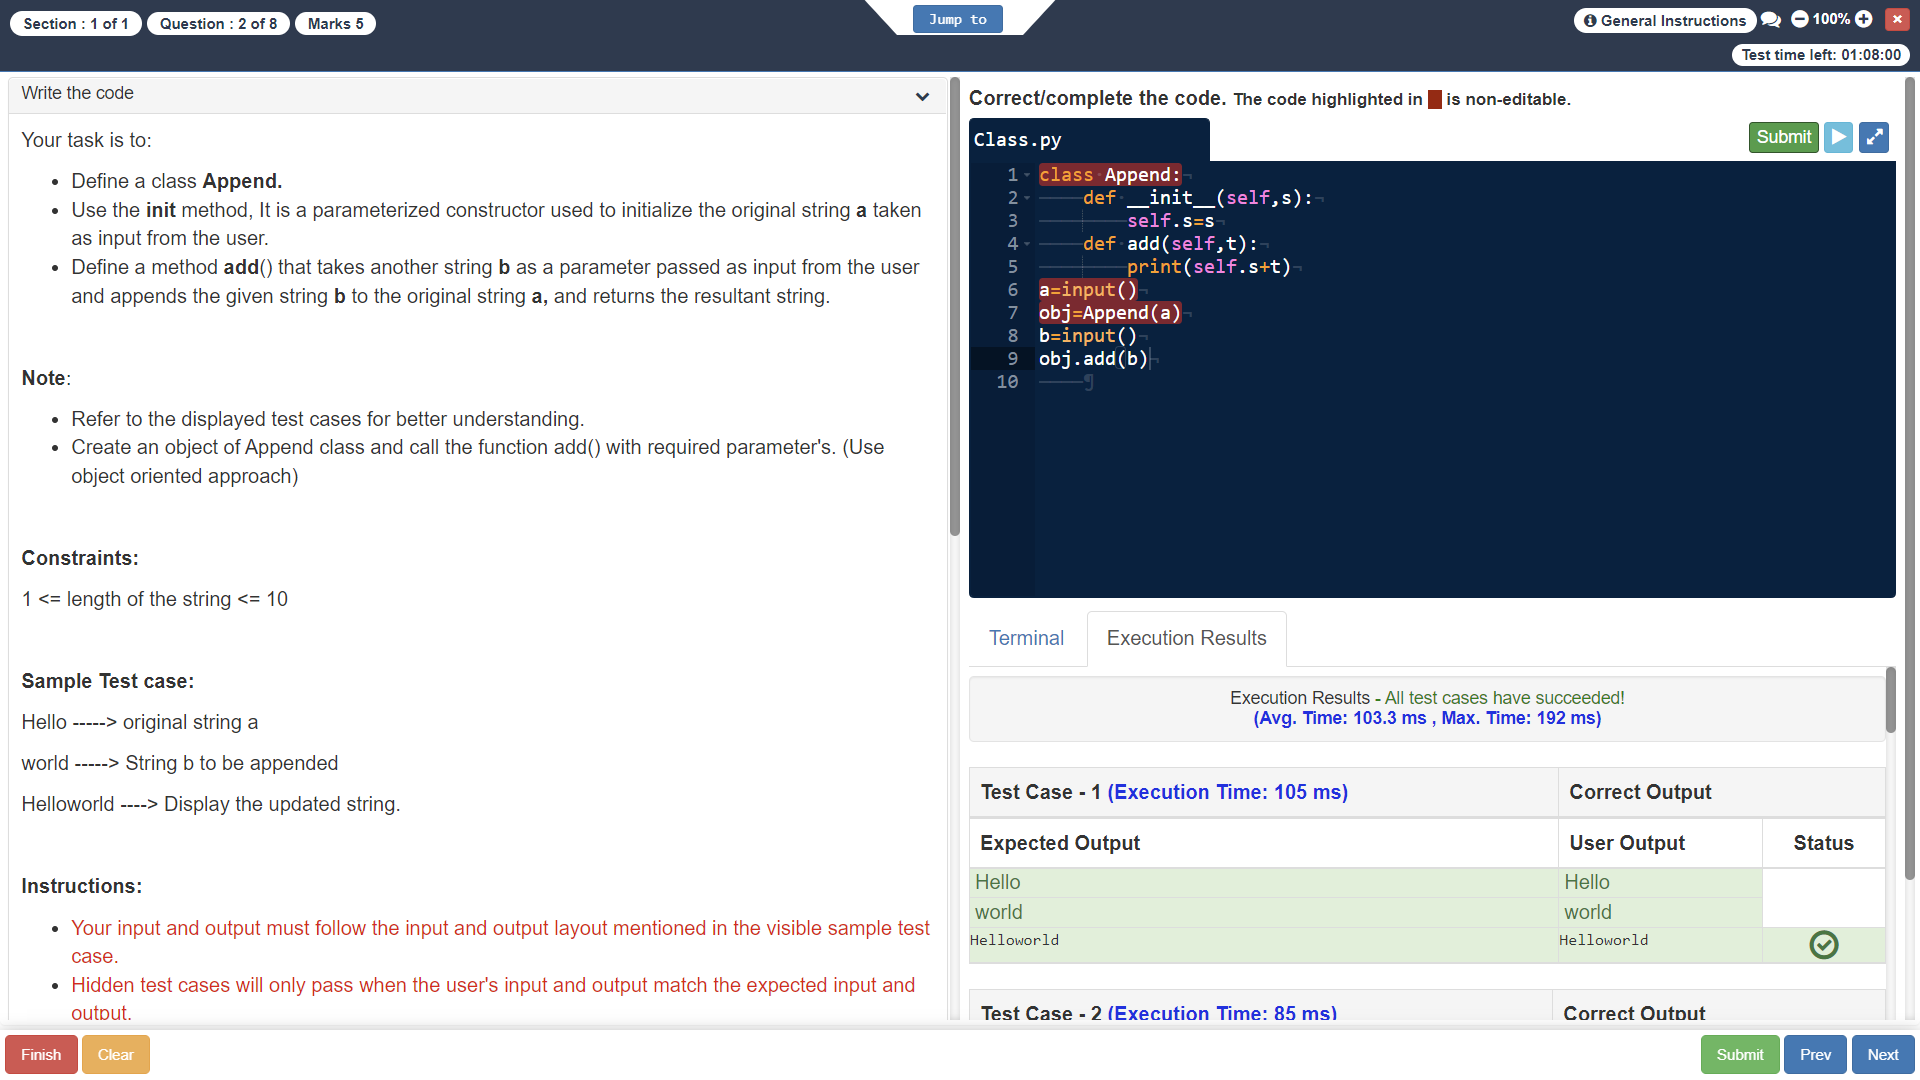 Section : 1 of 1
Question : 2 of 8
Marks 5
Jump to
General Instructions
100%
Test time left: 01:08:00
Write the code
Your task is to:
Define a class Append.
Use the init method, It is a parameterized constructor used to initialize the original string a taken
as input from the user.
Define a method add() that takes another string b as a parameter passed as input from the user
and appends the given string b to the original string a, and returns the resultant string.
Note:
Refer to the displayed test cases for better understanding.
Create an object of Append class and call the function add() with required parameter's. (Use
object oriented approach)
Constraints:
1 <= length of the string <= 10
Sample Test case:
Hello -----> original string a
world -----> String b to be appended
Helloworld ----> Display the updated string.
Instructions:
Your input and output must follow the input and output layout mentioned in the visible sample test
case.
Hidden test cases will only pass when the user's input and output match the expected input and
output.
Correct/complete the code. The code highlighted in is non-editable.
Class.py
Submit
1 class Append:
2 def __init__(self,s):
3 self.s=s
4 def add(self,t):
5 print(self.s+t)
6 a=input()
7 obj=Append(a)
8 b=input()
9 obj.add(b)
10
Terminal
Execution Results
Execution Results - All test cases have succeeded!
(Avg. Time: 103.3 ms , Max. Time: 192 ms)
Test Case - 1 (Execution Time: 105 ms)
Correct Output
Expected Output
User Output
Status
Hello
Hello
world
world
Helloworld
Helloworld
Test Case - 2 (Execution Time: 85 ms)
Correct Output
Finish
Clear
Submit
Prev
Next